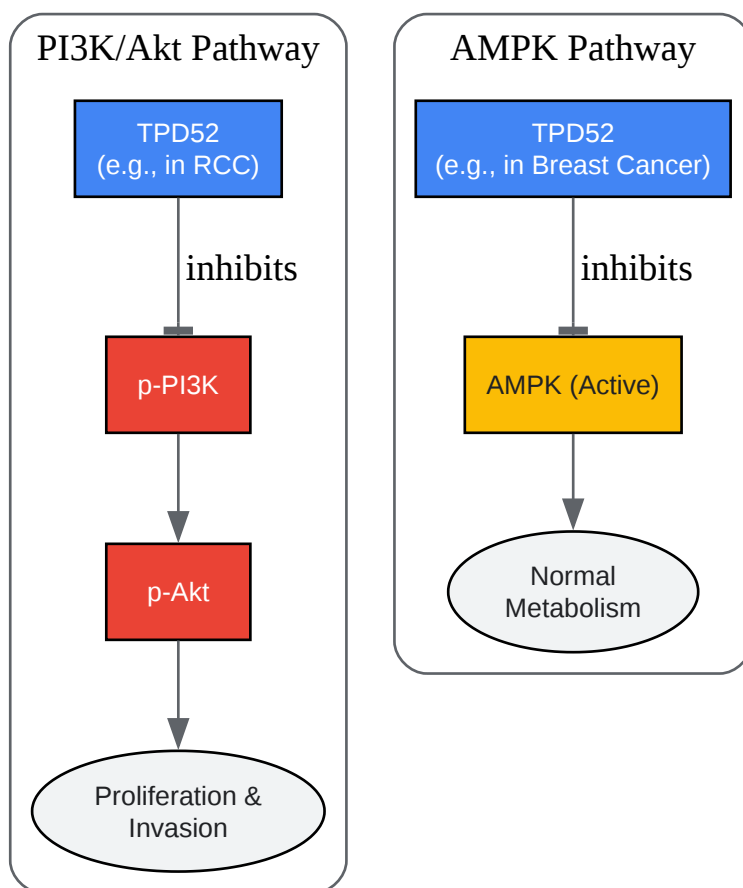 PI3K/Akt Pathway
TPD52
(e.g., in RCC)
inhibits
p-PI3K
p-Akt
Proliferation &
Invasion
AMPK Pathway
TPD52
(e.g., in Breast Cancer)
inhibits
AMPK (Active)
Normal
Metabolism